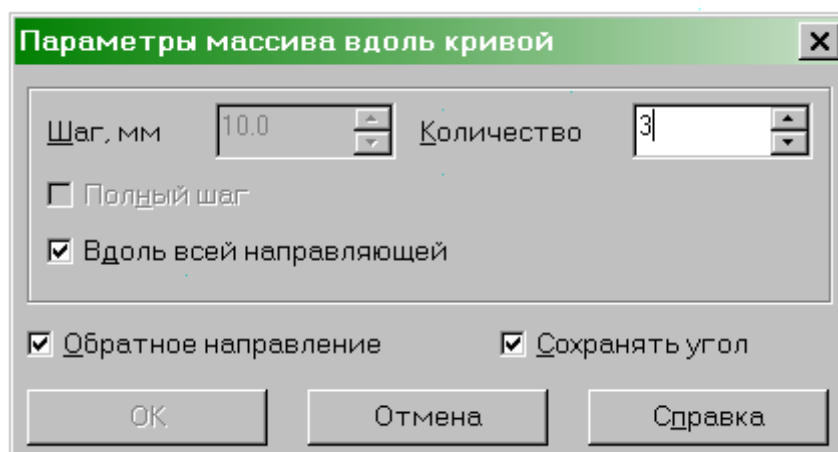 Параметры массива вдоль кривой
Шаг, мм 10.0 Количество 3
Полный шаг
Вдоль всей направляющей
Обратное направление Сохранять угол
OK Отмена Справка